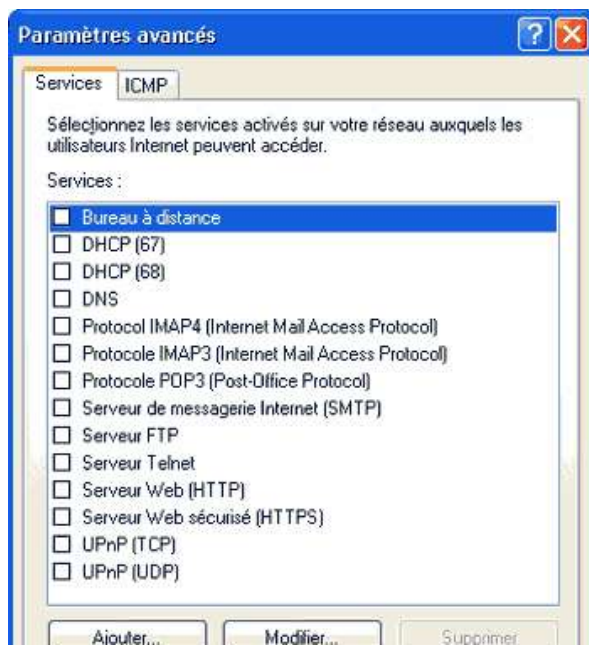 Paramètres avancés
Services ICMP
Sélectionnez les services activés sur votre réseau auxquels les
utilisateurs Internet peuvent accéder.
Services :
Bureau à distance
DHCP (67)
DHCP (68)
DNS
Protocol IMAP4 (Internet Mail Access Protocol)
Protocole IMAP3 (Internet Mail Access Protocol)
Protocole POP3 (Post-Office Protocol)
Serveur de messagerie Internet (SMTP)
Serveur FTP
Serveur Telnet
Serveur Web (HTTP)
Serveur Web sécurisé (HTTPS)
UPnP (TCP)
UPnP (UDP)
Ajouter... Modifier... Supprimer